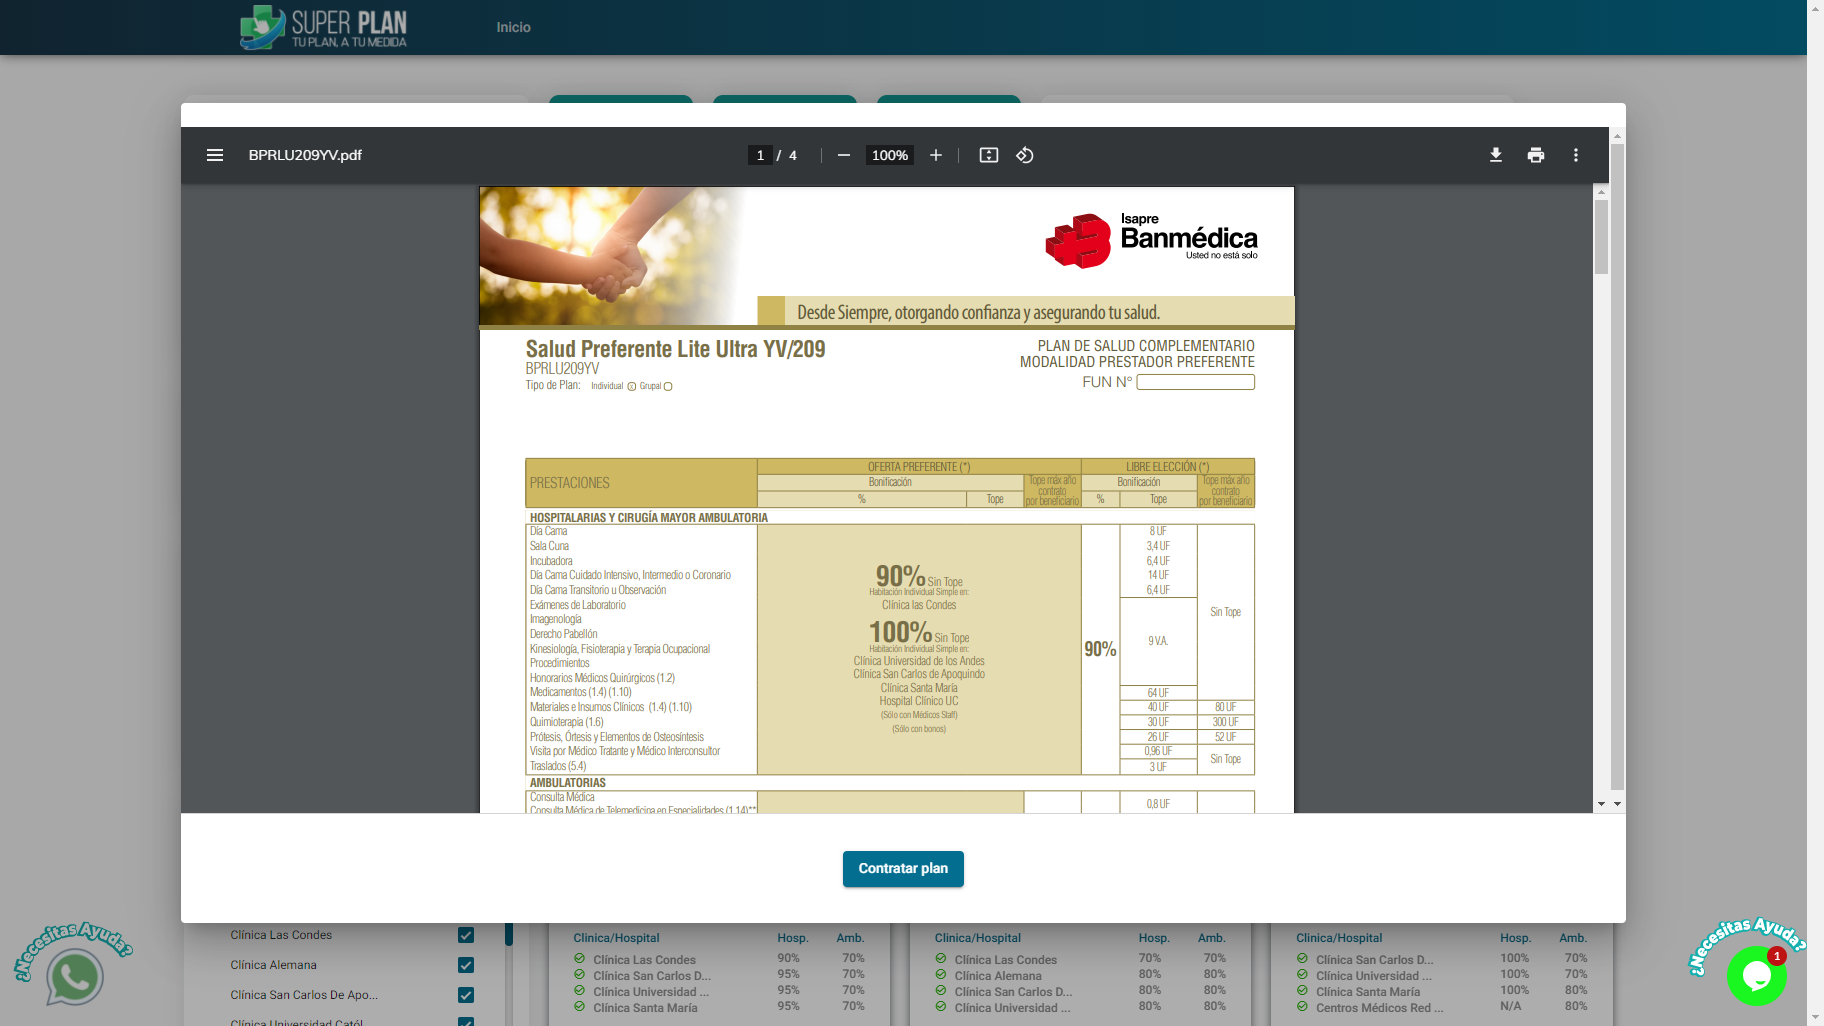 SUPER PLAN
TU PLAN, A TU MEDIDA
Inicio
BPRLU209YV.pdf
1 / 4
100%
Isapre
Banmédica
Usted no está solo
Desde Siempre, otorgando confianza y asegurando tu salud.
Salud Preferente Lite Ultra YV/209
BPRLU209YV
Tipo de Plan: Individual x Grupal
PLAN DE SALUD COMPLEMENTARIO
MODALIDAD PRESTADOR PREFERENTE
FUN N°
PRESTACIONES
OFERTA PREFERENTE (*)
Bonificación
%
Tope
Tope máx año
contrato
por beneficiario
LIBRE ELECCIÓN (*)
Bonificación
%
Tope
Tope máx año
contrato
por beneficiario
HOSPITALARIAS Y CIRUGÍA MAYOR AMBULATORIA
Día Cama
Sala Cuna
Incubadora
Día Cama Cuidado Intensivo, Intermedio o Coronario
Día Cama Transitorio u Observación
Exámenes de Laboratorio
Imagenología
Derecho Pabellón
Kinesiología, Fisioterapia y Terapia Ocupacional
Procedimientos
Honorarios Médicos Quirúrgicos (1.2)
Medicamentos (1.4) (1.10)
Materiales e Insumos Clínicos (1.4) (1.10)
Quimioterapia (1.6)
Prótesis, Órtesis y Elementos de Osteosíntesis
Visita por Médico Tratante y Médico Interconsultor
Traslados (5.4)
90% Sin Tope
Habitación Individual Simple en:
Clínica las Condes
100% Sin Tope
Habitación Individual Simple en:
Clínica Universidad de los Andes
Clínica San Carlos de Apoquindo
Clínica Santa María
Hospital Clínico UC
(Sólo con Médicos Staff)
(Sólo con bonos)
90%
8 UF
3,4 UF
6,4 UF
14 UF
6,4 UF
9 V.A.
64 UF
40 UF
30 UF
26 UF
0,96 UF
3 UF
Sin Tope
80 UF
300 UF
52 UF
Sin Tope
AMBULATORIAS
Consulta Médica
Consulta Médica de Telemedicina en Especialidades (1.14)**
0,8 UF
Contratar plan
¿Necesitas Ayuda?
Clínica Las Condes
Clínica Alemana
Clínica San Carlos De Apo...
Clínica Universidad Catól
Clinica/Hospital Hosp. Amb.
Clínica Las Condes 90% 70%
Clínica San Carlos D... 95% 70%
Clínica Universidad ... 95% 70%
Clínica Santa María 95% 70%
Clinica/Hospital Hosp. Amb.
Clínica Las Condes 70% 70%
Clínica Alemana 80% 80%
Clínica San Carlos D... 80% 80%
Clínica Universidad ... 80% 80%
Clinica/Hospital Hosp. Amb.
Clínica San Carlos D... 100% 70%
Clínica Universidad ... 100% 70%
Clínica Santa María 100% 80%
Centros Médicos Red ... N/A 80%
¿Necesitas Ayuda?
1